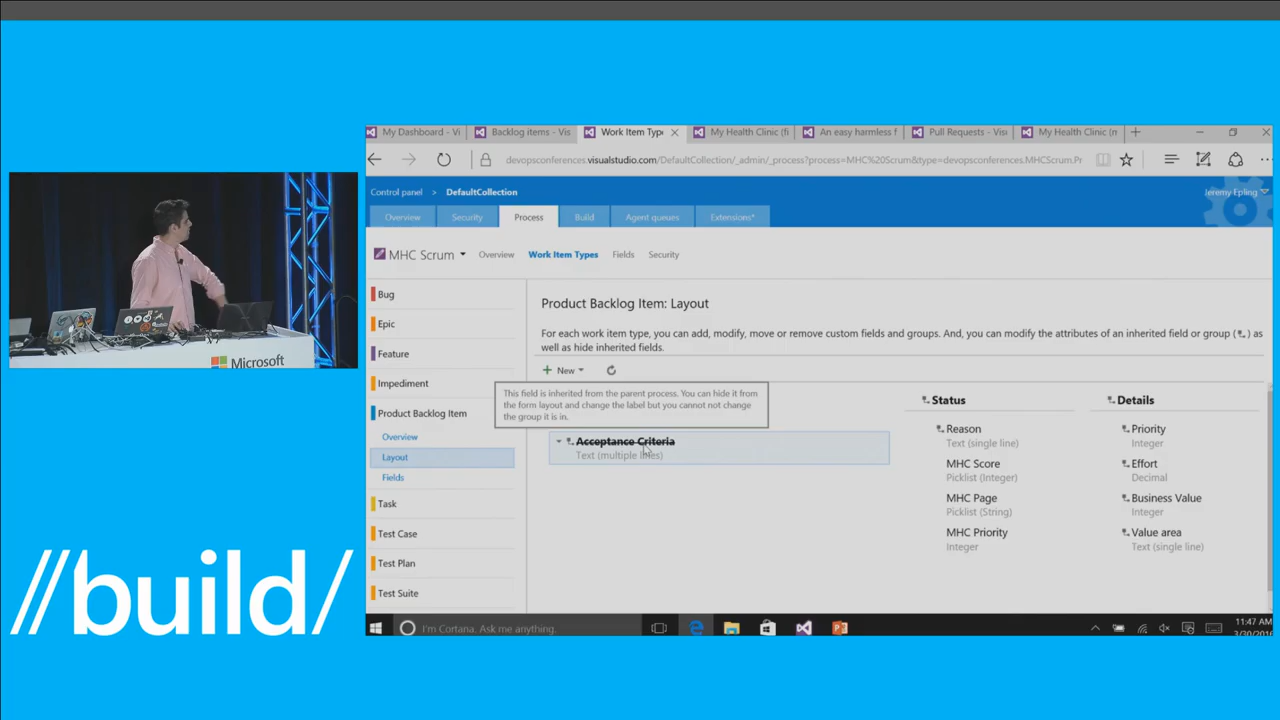 My Dashboard - Vi
Backlog items - Vis
Work Item Type
My Health Clinic (fi
An easy harmless f
Pull Requests - Visu
My Health Clinic (m
devopsconferences.visualstudio.com/DefaultCollection/_admin/_process?process=MHC%20Scrum&type=devopsconferences.MHCScrum.Pr
Control panel > DefaultCollection
Jeremy Epling
Overview
Security
Process
Build
Agent queues
Extensions*
MHC Scrum
Overview
Work Item Types
Fields
Security
Bug
Epic
Feature
Impediment
Product Backlog Item
Overview
Layout
Fields
Task
Test Case
Test Plan
Test Suite
Product Backlog Item: Layout
For each work item type, you can add, modify, move or remove custom fields and groups. And, you can modify the attributes of an inherited field or group ( ) as
well as hide inherited fields.
New
This field is inherited from the parent process. You can hide it from
the form layout and change the label but you cannot not change
the group it is in.
Acceptance Criteria
Text (multiple lines)
Status
Reason
Text (single line)
MHC Score
Picklist (Integer)
MHC Page
Picklist (String)
MHC Priority
Integer
Details
Priority
Integer
Effort
Decimal
Business Value
Integer
Value area
Text (single line)
I'm Cortana. Ask me anything.
11:47 AM
3/30/2016
Microsoft
//build/